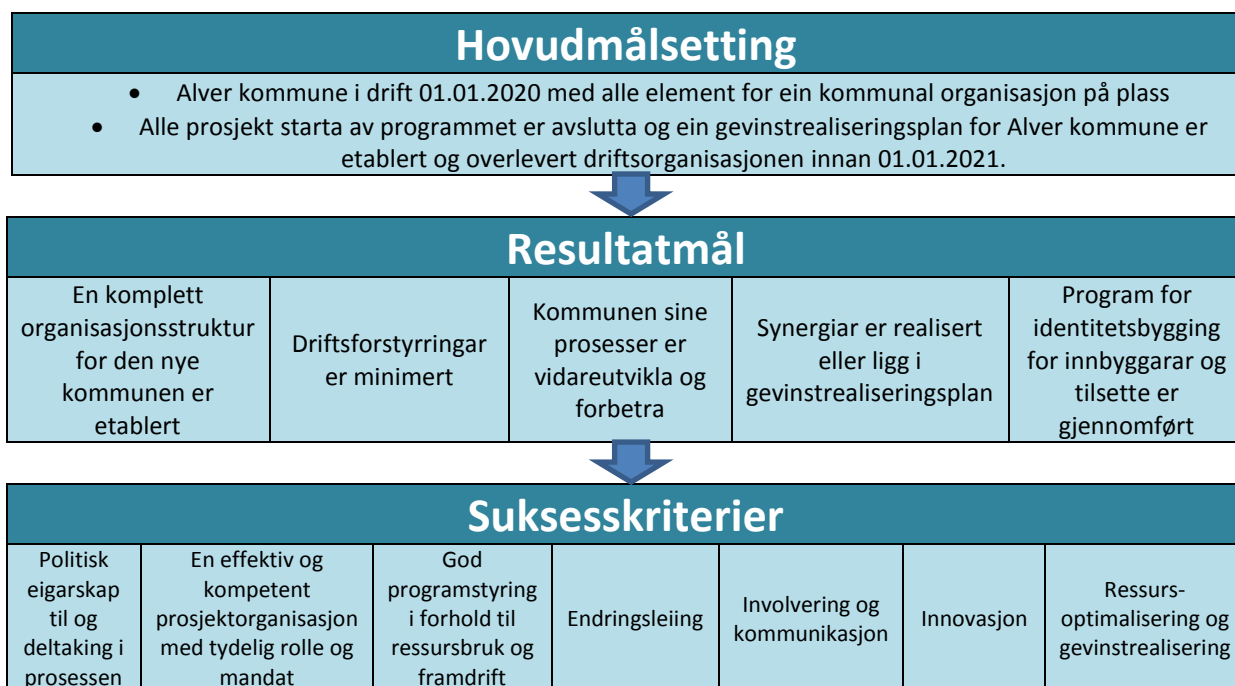 Hovudmålsetting
• Alver kommune i drift 01.01.2020 med alle element for ein kommunal organisasjon på plass
• Alle prosjekt starta av programmet er avslutta og ein gevinstrealiseringsplan for Alver kommune er
etablert og overlevert driftsorganisasjonen innan 01.01.2021.
Resultatmål
En komplett
organisasjonsstruktur
for den nye
kommunen er
etablert
Driftsforstyrringar
er minimert
Kommunen sine
prosesser er
vidareutvikla og
forbetra
Synergiar er realisert
eller ligg i
gevinstrealiseringsplan
Program for
identitetsbygging
for innbyggarar og
tilsette er
gjennomført
Suksesskriterier
Politisk
eigarskap
til og
deltaking i
prosessen
En effektiv og
kompetent
prosjektorganisasjon
med tydelig rolle og
mandat
God
programstyring
i forhold til
ressursbruk og
framdrift
Endringsleiing
Involvering og
kommunikasjon
Innovasjon
Ressurs-
optimalisering og
gevinstrealisering